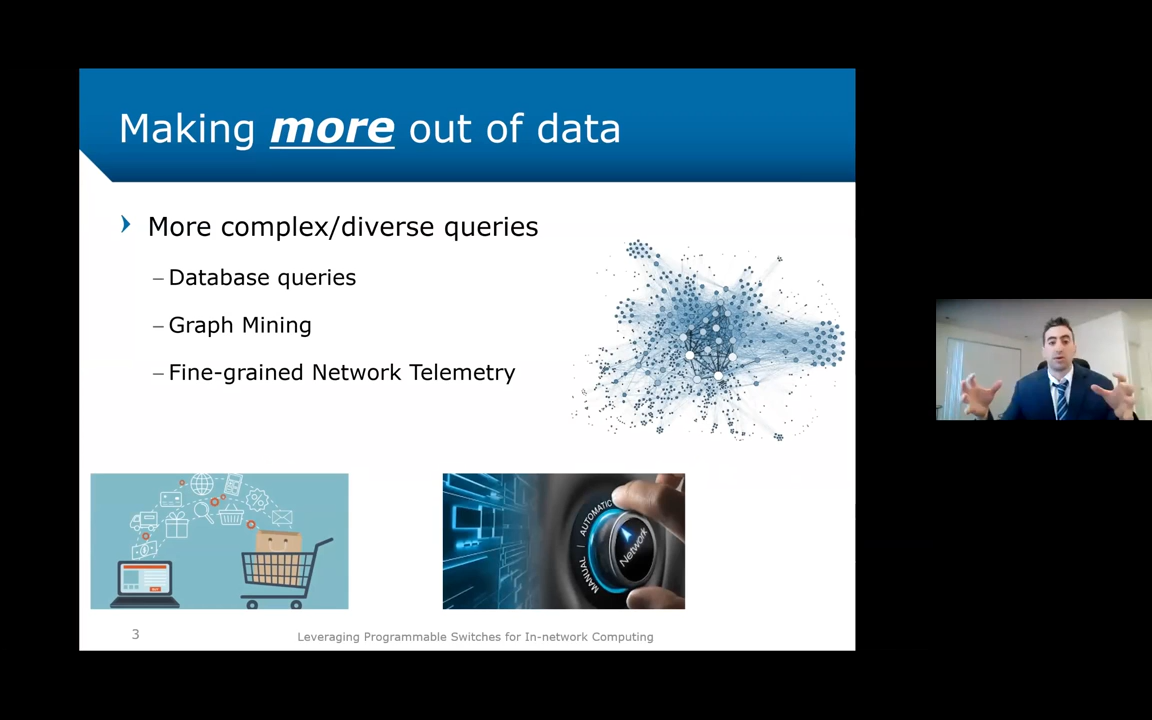 Making more out of data
More complex/diverse queries
– Database queries
– Graph Mining
– Fine-grained Network Telemetry
AUTOMATIC
MANUAL
Network
3
Leveraging Programmable Switches for In-network Computing